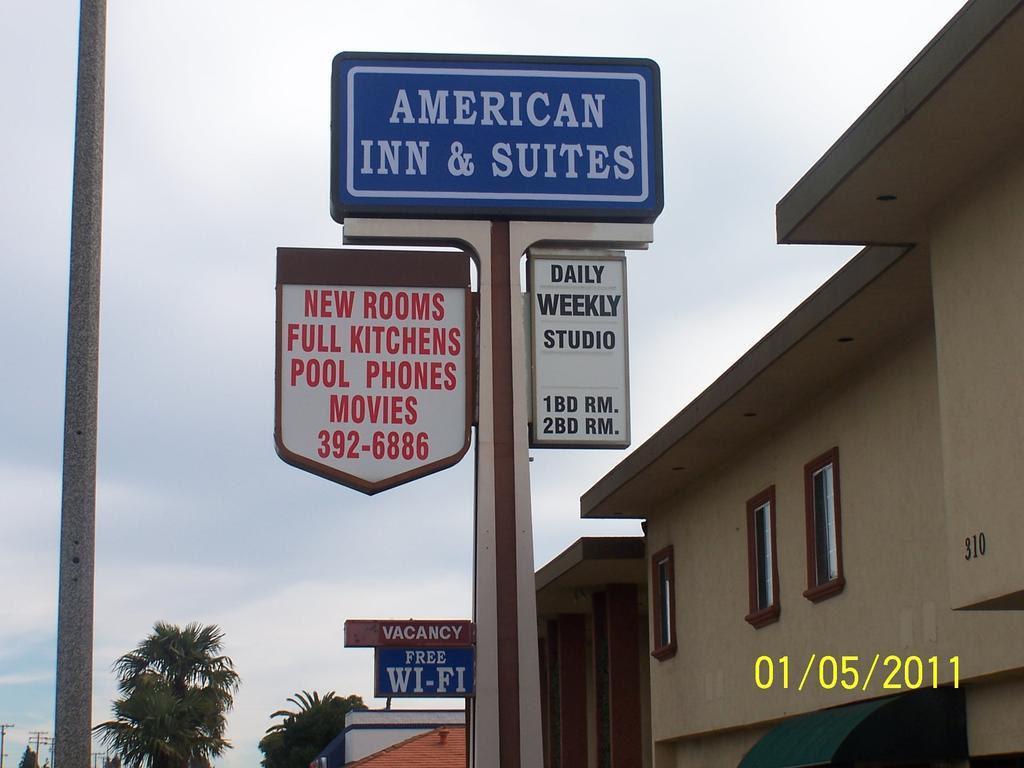 AMERICAN
INN & SUITES
NEW ROOMS
FULL KITCHENS
POOL PHONES
MOVIES
392-6886
DAILY
WEEKLY
STUDIO
1BD RM.
2BD RM.
VACANCY
FREE
WI-FI
310
01/05/2011